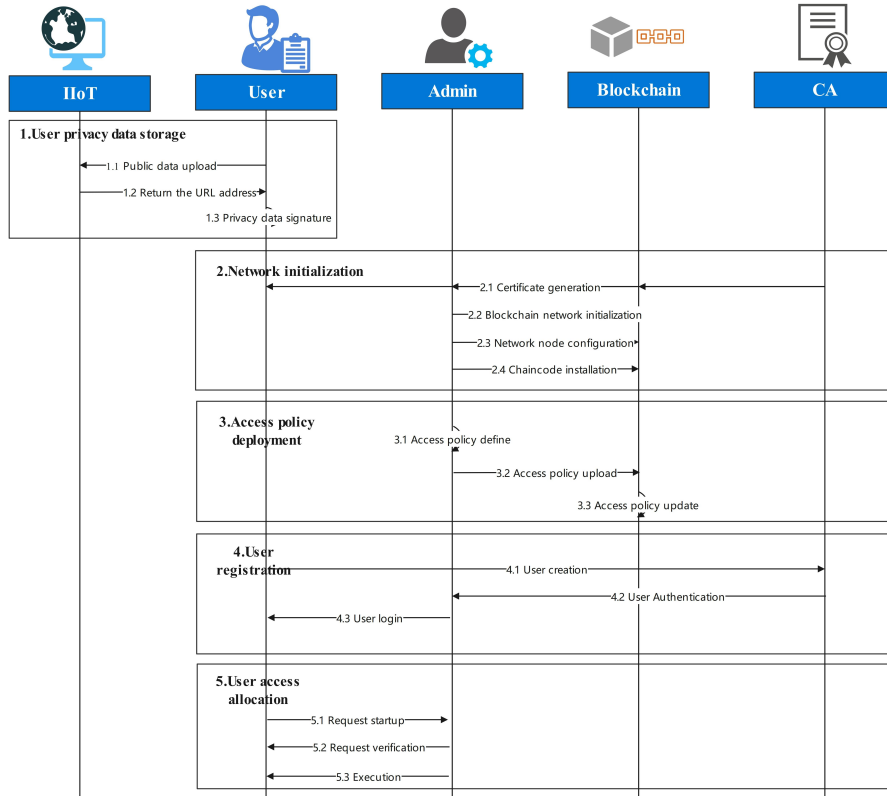 IIoT
User
Admin
Blockchain
CA
1.User privacy data storage
1.1 Public data upload
1.2 Return the URL address
1.3 Privacy data signature
2.Network initialization
2.1 Certificate generation
2.2 Blockchain network initialization
2.3 Network node configuration
2.4 Chaincode installation
3.Access policy
deployment
3.1 Access policy define
3.2 Access policy upload
3.3 Access policy update
4.User
registration
4.1 User creation
4.2 User Authentication
4.3 User login
5.User access
allocation
5.1 Request startup
5.2 Request verification
5.3 Execution